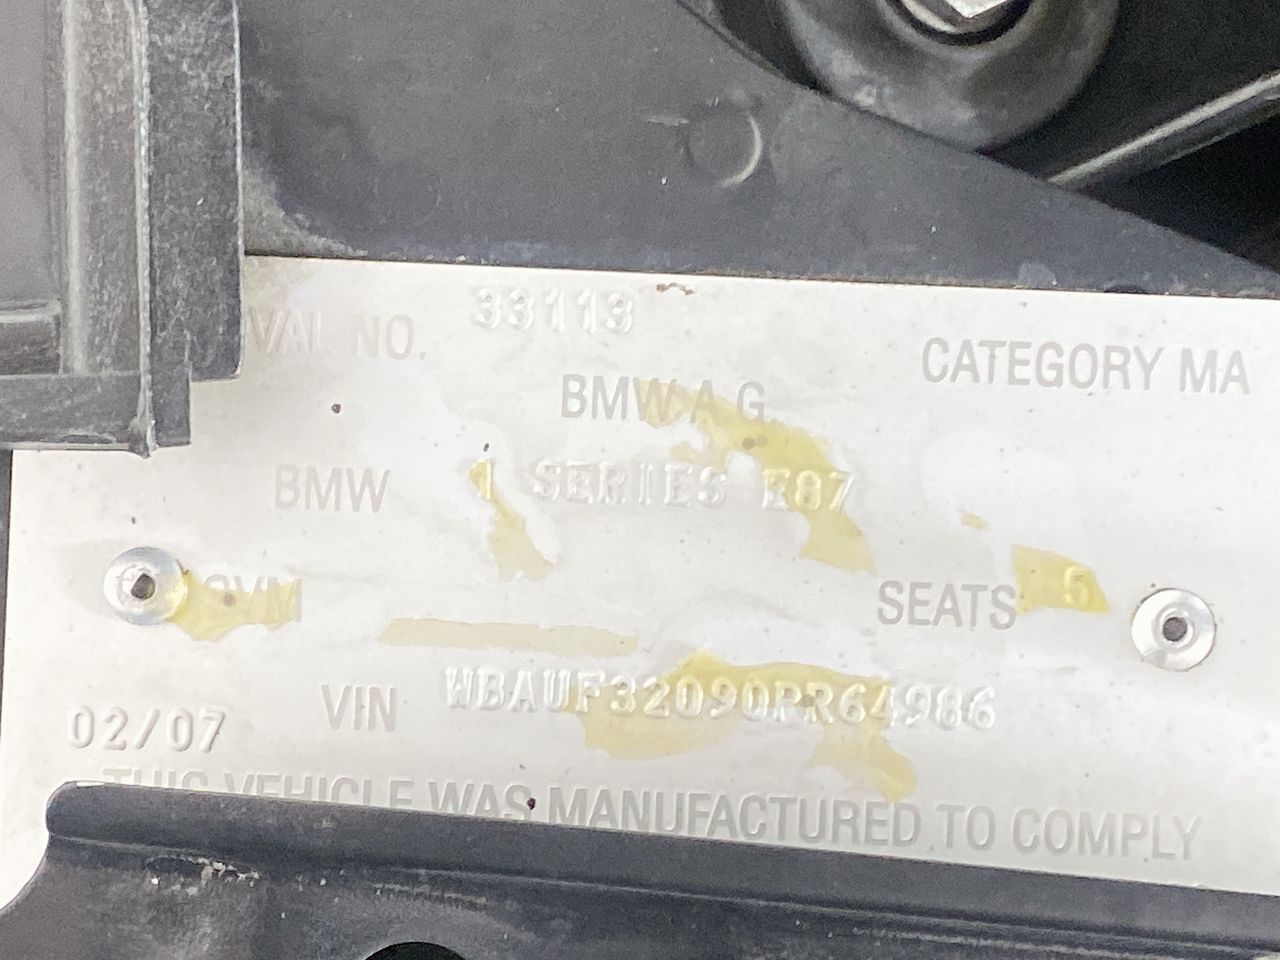 VAL NO. 33113
CATEGORY MA
BMW A G
BMW 1 SERIES E87
SEATS 5
VIN WBAUF32090PR64986
02/07
THIS VEHICLE WAS MANUFACTURED TO COMPLY